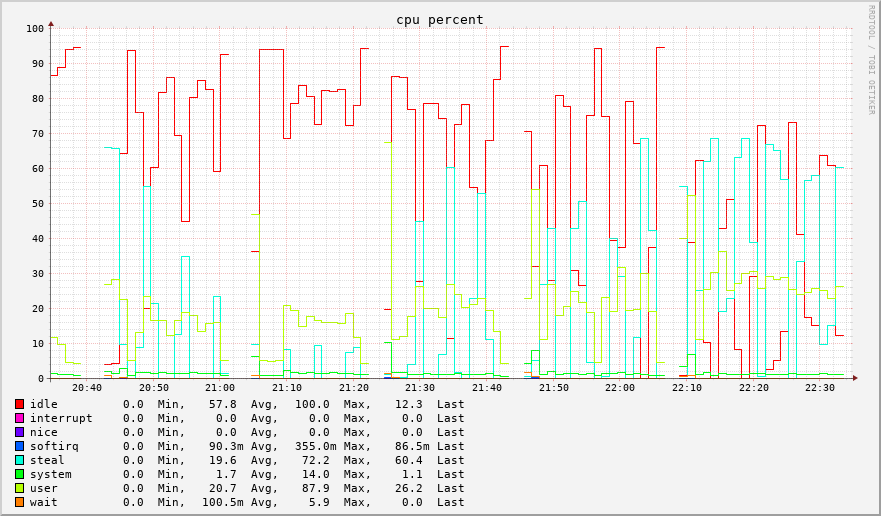 cpu percent
RRDTOOL / TOBI OETIKER
100
90
80
70
60
50
40
30
20
10
0
20:40 20:50 21:00 21:10 21:20 21:30 21:40 21:50 22:00 22:10 22:20 22:30
idle 0.0 Min, 57.8 Avg, 100.0 Max, 12.3 Last
interrupt 0.0 Min, 0.0 Avg, 0.0 Max, 0.0 Last
nice 0.0 Min, 0.0 Avg, 0.0 Max, 0.0 Last
softirq 0.0 Min, 90.3m Avg, 355.0m Max, 86.5m Last
steal 0.0 Min, 19.6 Avg, 72.2 Max, 60.4 Last
system 0.0 Min, 1.7 Avg, 14.0 Max, 1.1 Last
user 0.0 Min, 20.7 Avg, 87.9 Max, 26.2 Last
wait 0.0 Min, 100.5m Avg, 5.9 Max, 0.0 Last